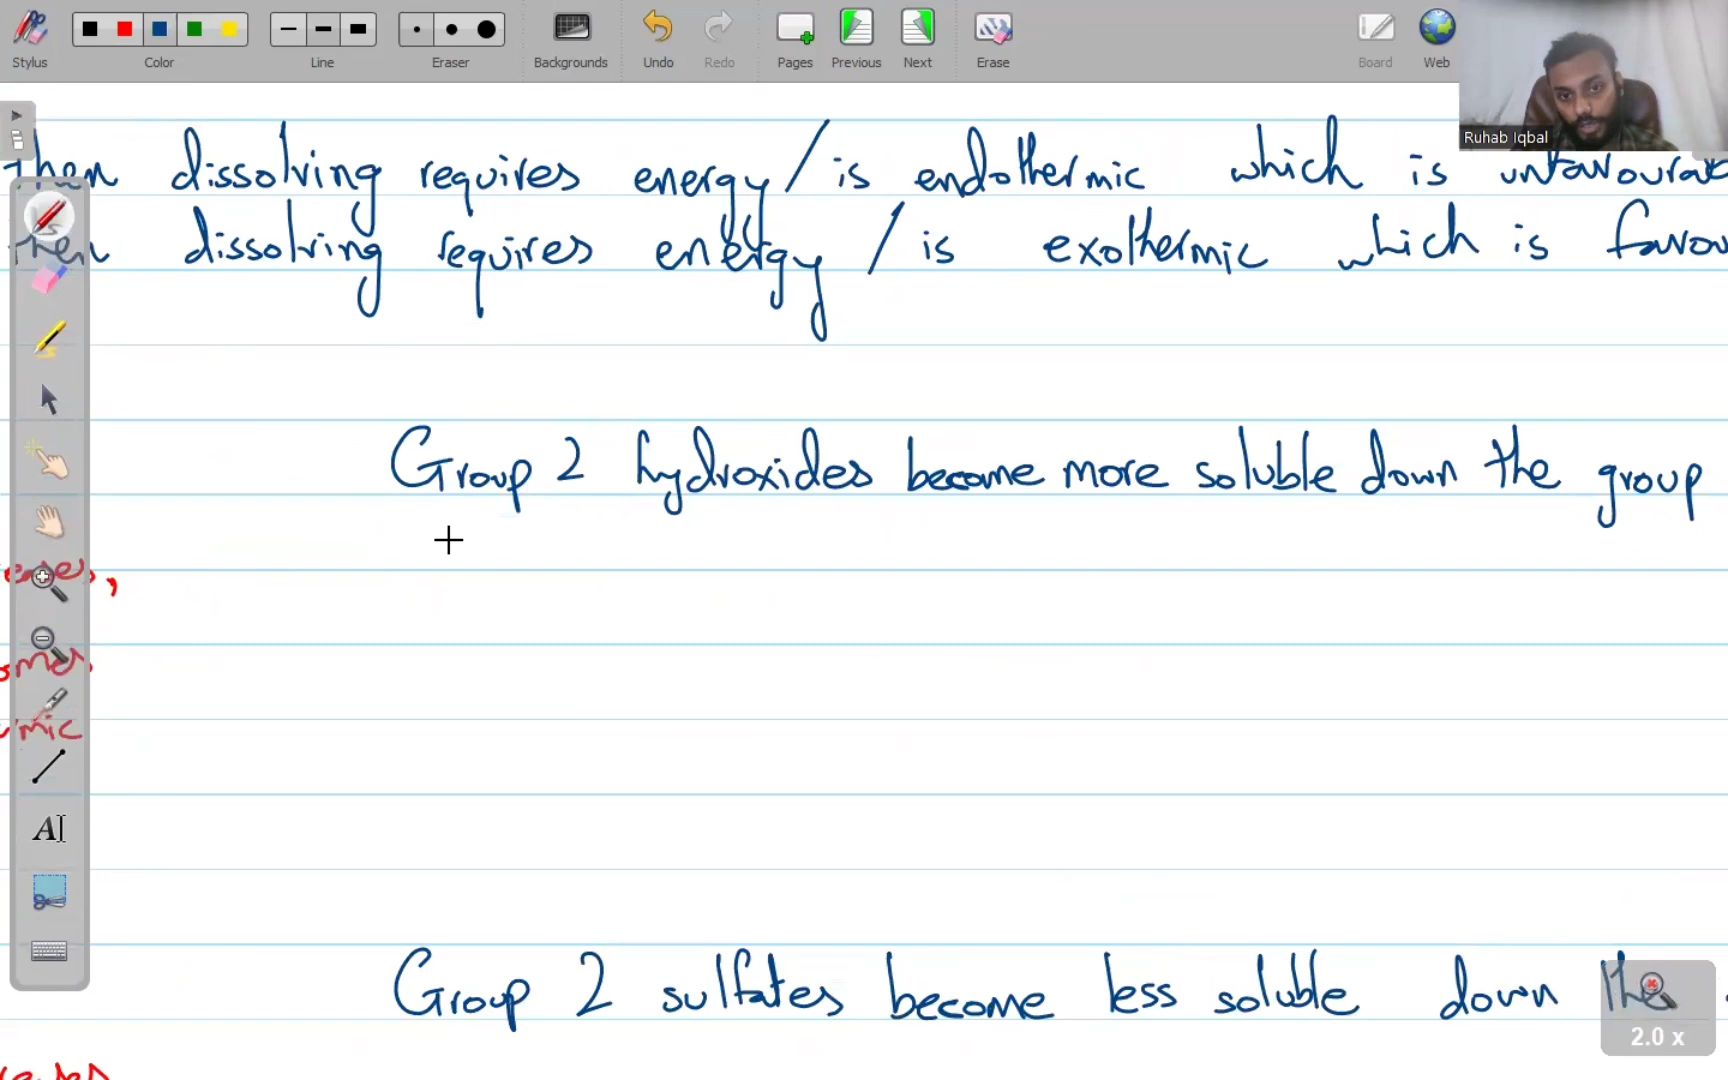 Stylus Color Line Eraser Backgrounds Undo Redo Pages Previous Next Erase Board Web
Ruhab Iqbal
then dissolving requires energy / is endothermic which is unfavourab
then dissolving requires energy / is exothermic which is favou
Group 2 hydroxides become more soluble down the group
Group 2 sulfates become less soluble down the
2.0 x